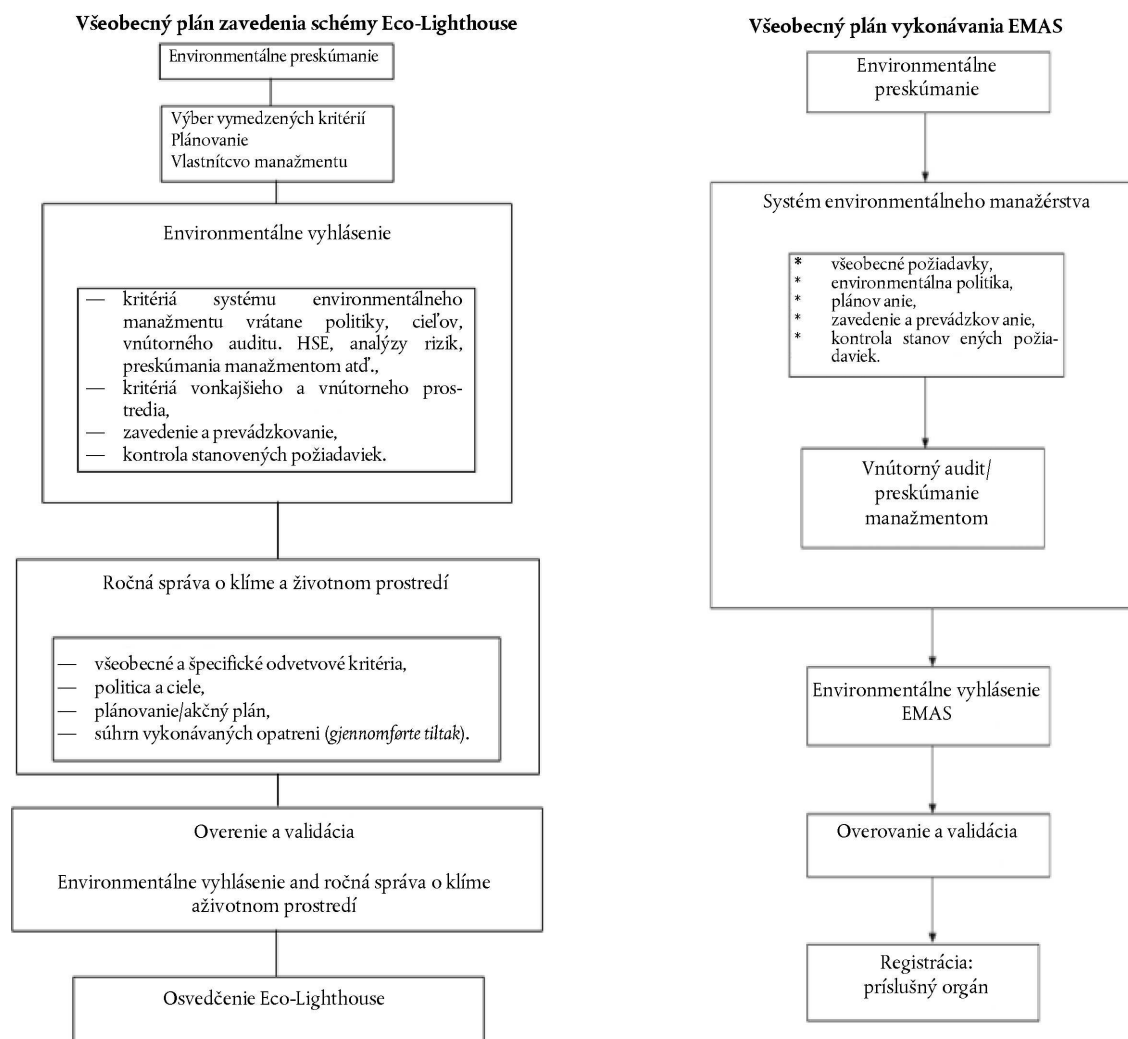 Všeobecný plán zavedenia schémy Eco-Lighthouse
Environmentálne preskúmanie
Výber vymedzených kritérií
Plánovanie
Vlastnítcvo manažmentu
Environmentálne vyhlásenie
— kritériá systému environmentálneho
manažmentu vrátane politiky, cieľov,
vnútorného auditu. HSE, analýzy rizík,
preskúmania manažmentom atď.,
— kritériá vonkajšieho a vnútorneho pros-
tredia,
— zavedenie a prevádzkovanie,
— kontrola stanovených požiadaviek.
Ročná správa o klíme a životnom prostredí
— všeobecné a špecifické odvetvové kritéria,
— politica a ciele,
— plánovanie/akčný plán,
— súhrn vykonávaných opatreni (gjennomførte tiltak).
Overenie a validácia
Environmentálne vyhlásenie and ročná správa o klíme
aživotnom prostredí
Osvedčenie Eco-Lighthouse
Všeobecný plán vykonávania EMAS
Environmentálne
preskúmanie
Systém environmentálneho manažérstva
* všeobecné požiadavky,
* environmentálna politika,
* plánov anie,
* zavedenie a prevádzkov anie,
* kontrola stanov ených požia-
daviek.
Vnútorný audit/
preskúmanie
manažmentom
Environmentálne vyhlásenie
EMAS
Overovanie a validácia
Registrácia:
príslušný orgán